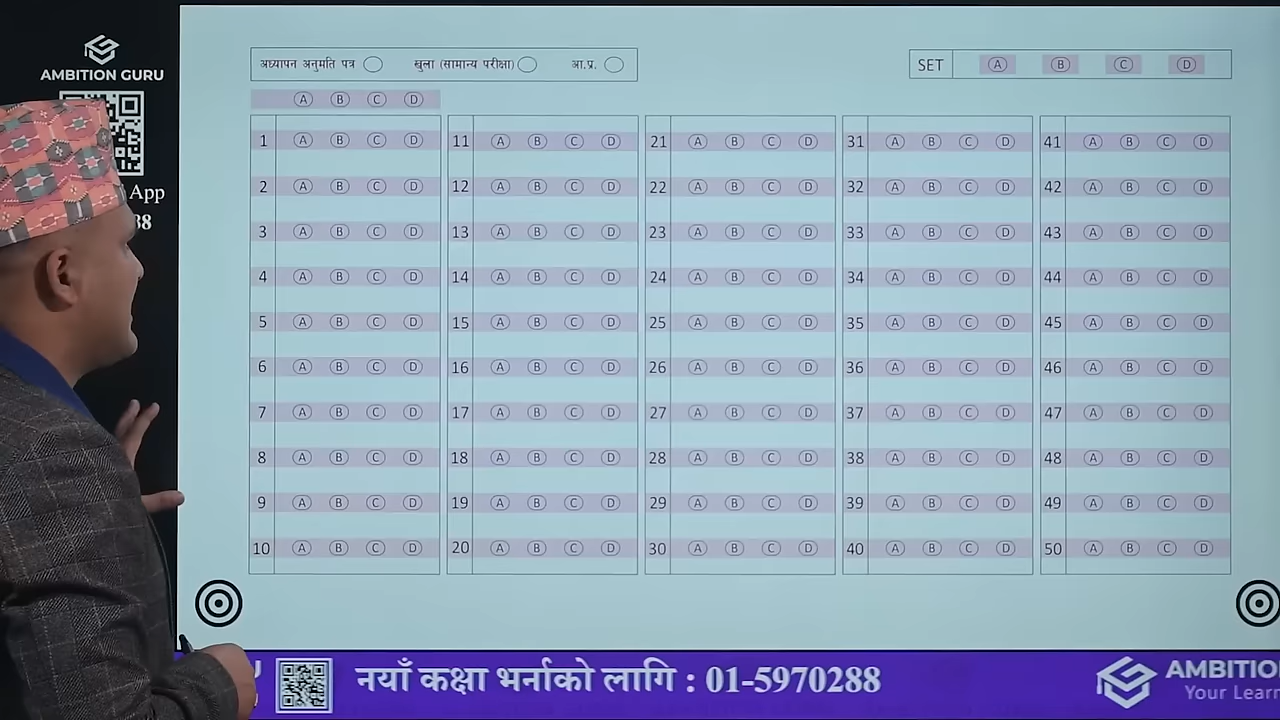 AMBITION GURU
App
38
अध्यापन अनुमति पत्र खुला (सामान्य परीक्षा) आ.प्र.
SET A B C D
A B C D
1 A B C D 11 A B C D 21 A B C D 31 A B C D 41 A B C D
2 A B C D 12 A B C D 22 A B C D 32 A B C D 42 A B C D
3 A B C D 13 A B C D 23 A B C D 33 A B C D 43 A B C D
4 A B C D 14 A B C D 24 A B C D 34 A B C D 44 A B C D
5 A B C D 15 A B C D 25 A B C D 35 A B C D 45 A B C D
6 A B C D 16 A B C D 26 A B C D 36 A B C D 46 A B C D
7 A B C D 17 A B C D 27 A B C D 37 A B C D 47 A B C D
8 A B C D 18 A B C D 28 A B C D 38 A B C D 48 A B C D
9 A B C D 19 A B C D 29 A B C D 39 A B C D 49 A B C D
10 A B C D 20 A B C D 30 A B C D 40 A B C D 50 A B C D
नयाँ कक्षा भर्नाको लागि : 01-5970288
AMBITIO
Your Learn